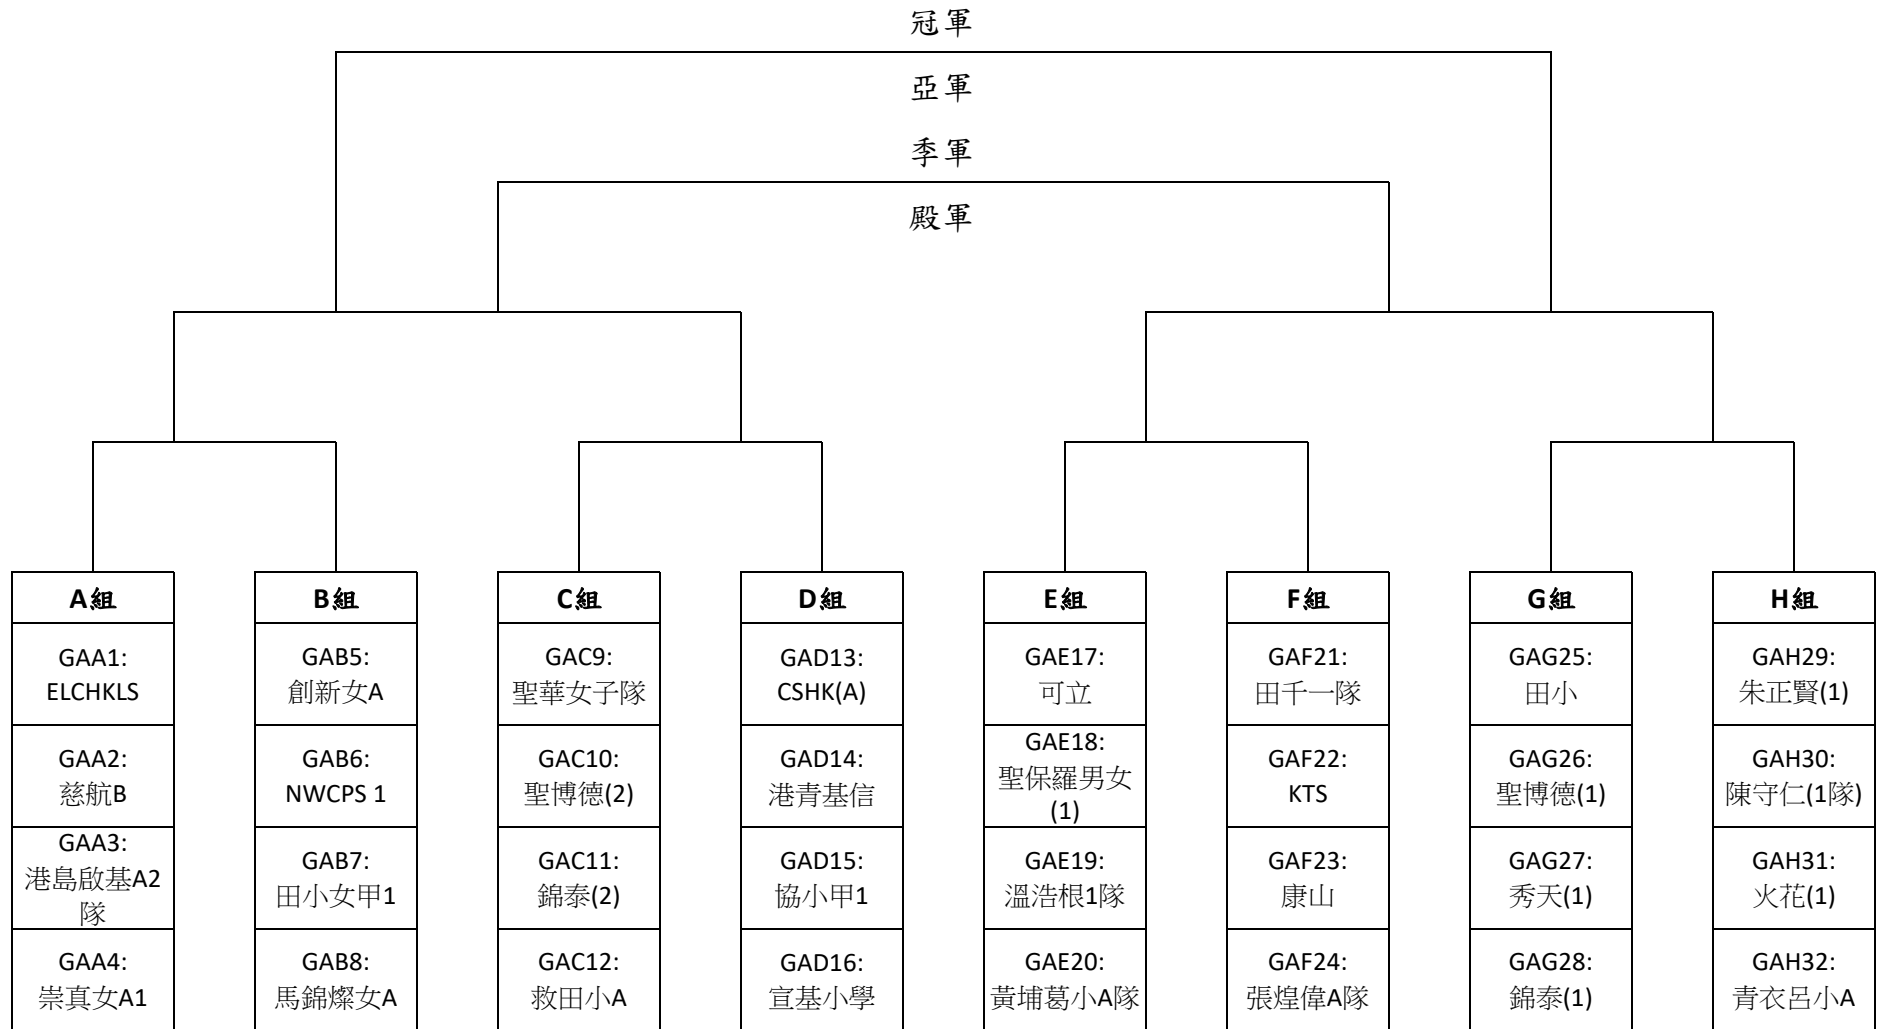 冠軍
亞軍
季軍
殿軍
A組
B組
C組
D組
E組
F組
G組
H組
GAA1:
ELCHKLS
GAB5:
創新女A
GAC9:
聖華女子隊
GAD13:
CSHK(A)
GAE17:
可立
GAF21:
田千一隊
GAG25:
田小
GAH29:
朱正賢(1)
GAA2:
慈航B
GAB6:
NWCPS 1
GAC10:
聖博德(2)
GAD14:
港青基信
GAE18:
聖保羅男女
(1)
GAF22:
KTS
GAG26:
聖博德(1)
GAH30:
陳守仁(1隊)
GAA3:
港島啟基A2
隊
GAB7:
田小女甲1
GAC11:
錦泰(2)
GAD15:
協小甲1
GAE19:
溫浩根1隊
GAF23:
康山
GAG27:
秀天(1)
GAH31:
火花(1)
GAA4:
崇真女A1
GAB8:
馬錦燦女A
GAC12:
救田小A
GAD16:
宣基小學
GAE20:
黃埔葛小A隊
GAF24:
張煌偉A隊
GAG28:
錦泰(1)
GAH32:
青衣呂小A